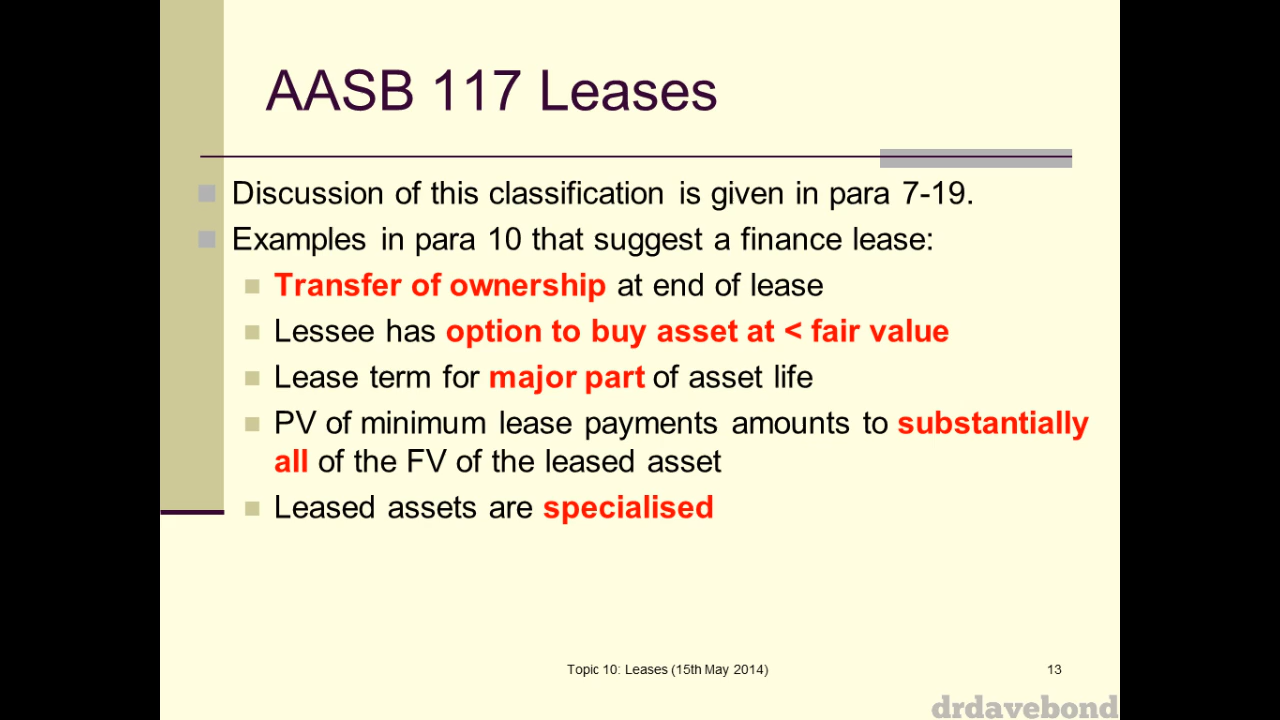 AASB 117 Leases
Discussion of this classification is given in para 7-19.
Examples in para 10 that suggest a finance lease:
Transfer of ownership at end of lease
Lessee has option to buy asset at < fair value
Lease term for major part of asset life
PV of minimum lease payments amounts to substantially
all of the FV of the leased asset
Leased assets are specialised
Topic 10: Leases (15th May 2014)
13
drdavebond